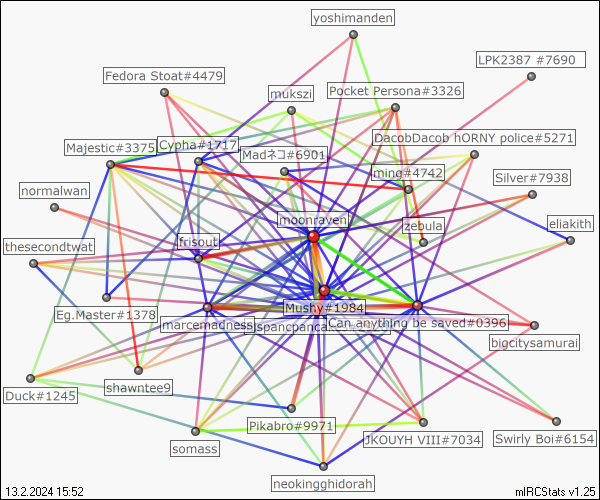 yoshimanden
LPK2387 #7690
Fedora Stoat#4479
mukszi
Pocket Persona#3326
DacobDacob hORNY police#5271
Majestic#3375
Cypha#1717
Madネコ#6901
ming#4742
Silver#7938
normalwan
moonraven
zebula
eliakith
thesecondtwat
frisout
Eg.Master#1378
Mushy#1984
marcemadness
jspancpanca
Can anything be saved#0396
bigcitysamurai
Duck#1245
shawntee9
Pikabro#9971
somass
JKOUYH VIII#7034
Swirly Boi#6154
neokingghidorah
13.2.2024 15:52
mIRCStats v1.25